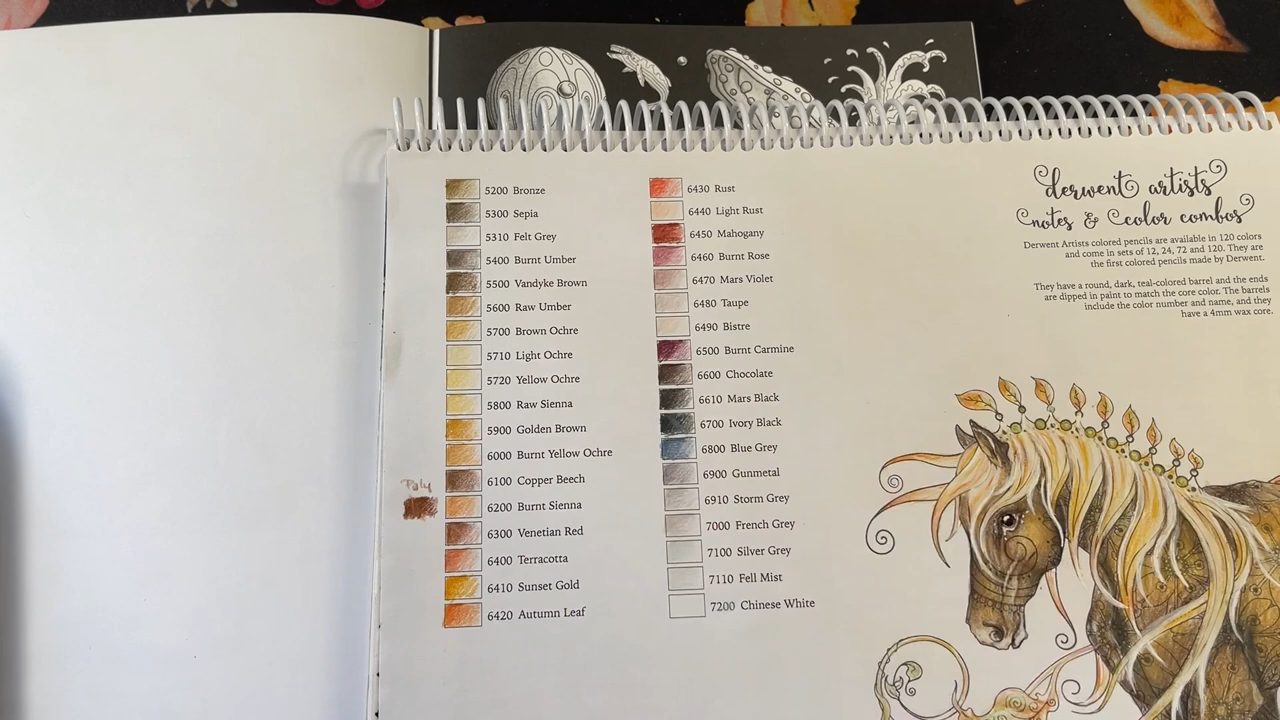 5200 Bronze
5300 Sepia
5310 Felt Grey
5400 Burnt Umber
5500 Vandyke Brown
5600 Raw Umber
5700 Brown Ochre
5710 Light Ochre
5720 Yellow Ochre
5800 Raw Sienna
5900 Golden Brown
6000 Burnt Yellow Ochre
6100 Copper Beech
Poly
6200 Burnt Sienna
6300 Venetian Red
6400 Terracotta
6410 Sunset Gold
6420 Autumn Leaf
6430 Rust
6440 Light Rust
6450 Mahogany
6460 Burnt Rose
6470 Mars Violet
6480 Taupe
6490 Bistre
6500 Burnt Carmine
6600 Chocolate
6610 Mars Black
6700 Ivory Black
6800 Blue Grey
6900 Gunmetal
6910 Storm Grey
7000 French Grey
7100 Silver Grey
7110 Fell Mist
7200 Chinese White
derwent artists
notes & color combos
Derwent Artists colored pencils are available in 120 colors
and come in sets of 12, 24, 72 and 120. They are
the first colored pencils made by Derwent.
They have a round, dark, teal-colored barrel and the ends
are dipped in paint to match the core color. The barrels
include the color number and name, and they
have a 4mm wax core.